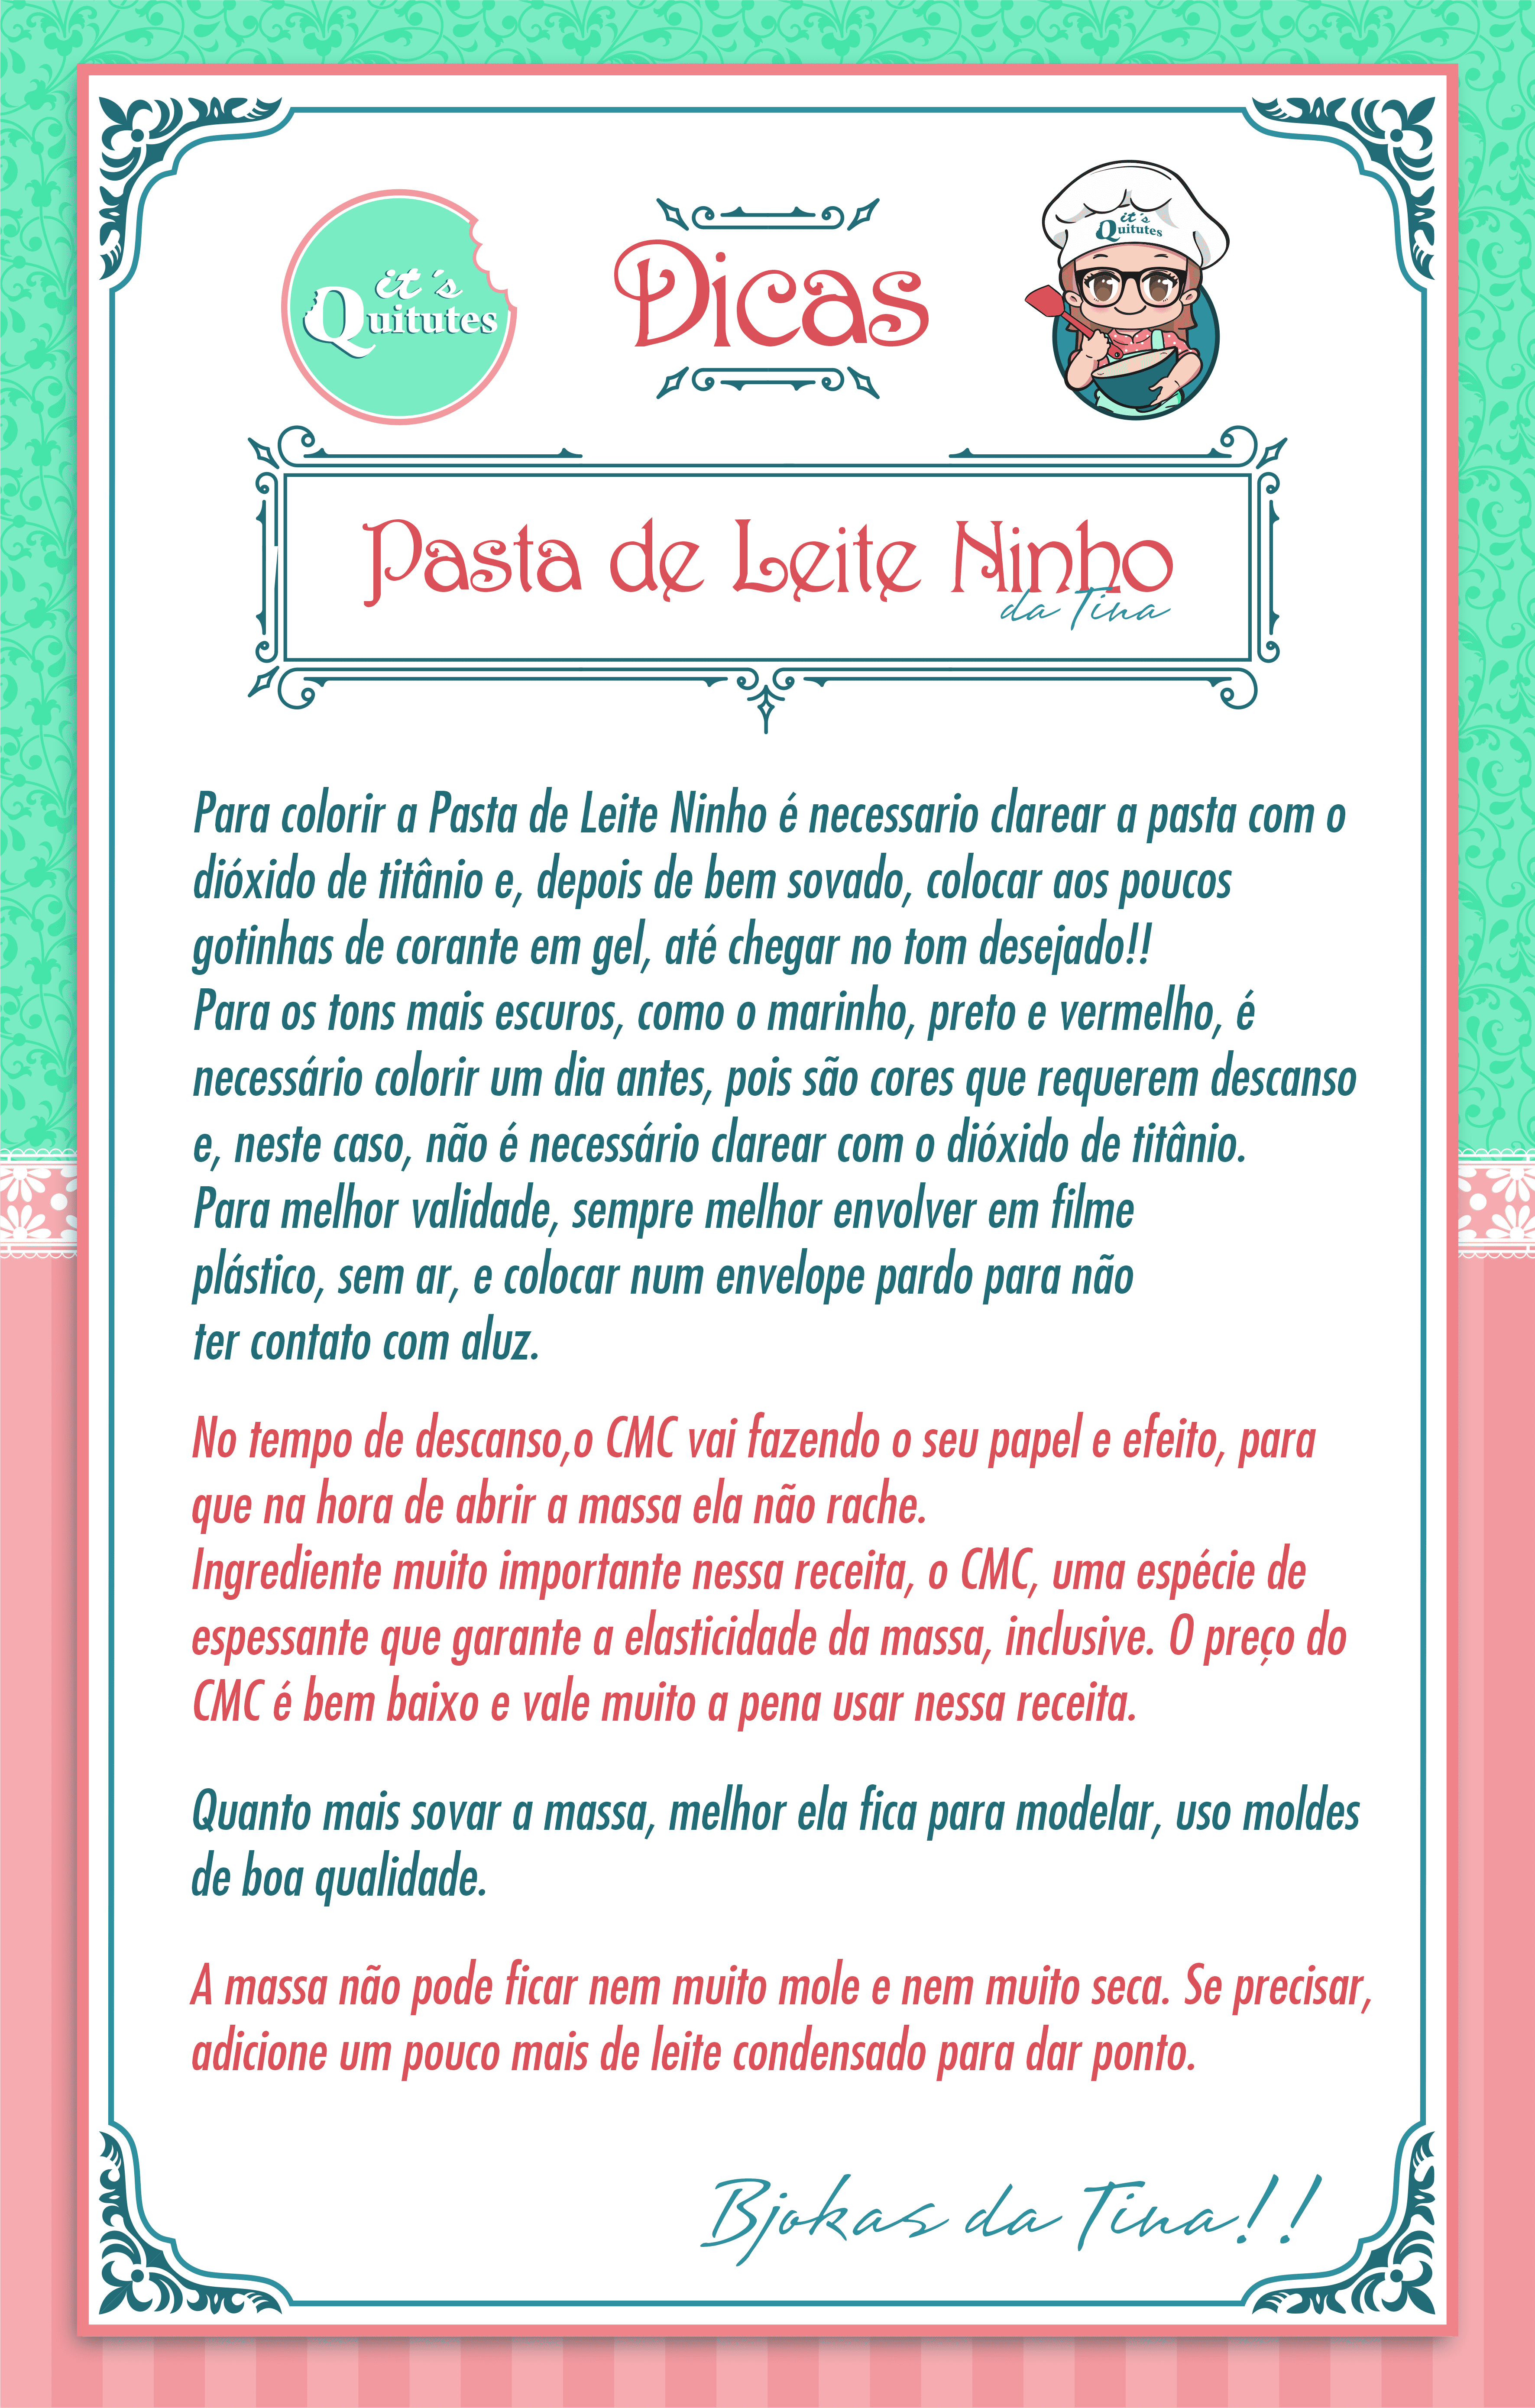 it's
Quitutes
Dicas
it's
Quitutes
Pasta de Leite Ninho
da Tina
Para colorir a Pasta de Leite Ninho é necessario clarear a pasta com o
dióxido de titânio e, depois de bem sovado, colocar aos poucos
gotinhas de corante em gel, até chegar no tom desejado!!
Para os tons mais escuros, como o marinho, preto e vermelho, é
necessário colorir um dia antes, pois são cores que requerem descanso
e, neste caso, não é necessário clarear com o dióxido de titânio.
Para melhor validade, sempre melhor envolver em filme
plástico, sem ar, e colocar num envelope pardo para não
ter contato com aluz.
No tempo de descanso,o CMC vai fazendo o seu papel e efeito, para
que na hora de abrir a massa ela não rache.
Ingrediente muito importante nessa receita, o CMC, uma espécie de
espessante que garante a elasticidade da massa, inclusive. O preço do
CMC é bem baixo e vale muito a pena usar nessa receita.
Quanto mais sovar a massa, melhor ela fica para modelar, uso moldes
de boa qualidade.
A massa não pode ficar nem muito mole e nem muito seca. Se precisar,
adicione um pouco mais de leite condensado para dar ponto.
Bjokas da Tina!!